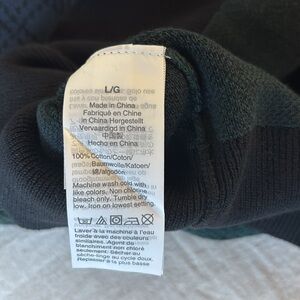 L/G
Made in China
Fabriqué en Chine
in China Hergestellt
Vervaardigd in China
中国製
Hecho en China
100% Cotton/Coton/
Baumwolle/Katoen/
綿/algodón
Machine wash cold with
like colors. Non chlorine
bleach only. Tumble dry
low. Iron on lowest setting.
Laver à la machine à l'eau
froide avec des couleurs
similaires. Agent de
blanchiment non chloré
seulement. Séchage au
sèche-linge au cycle doux.
Repasser à la plus basse